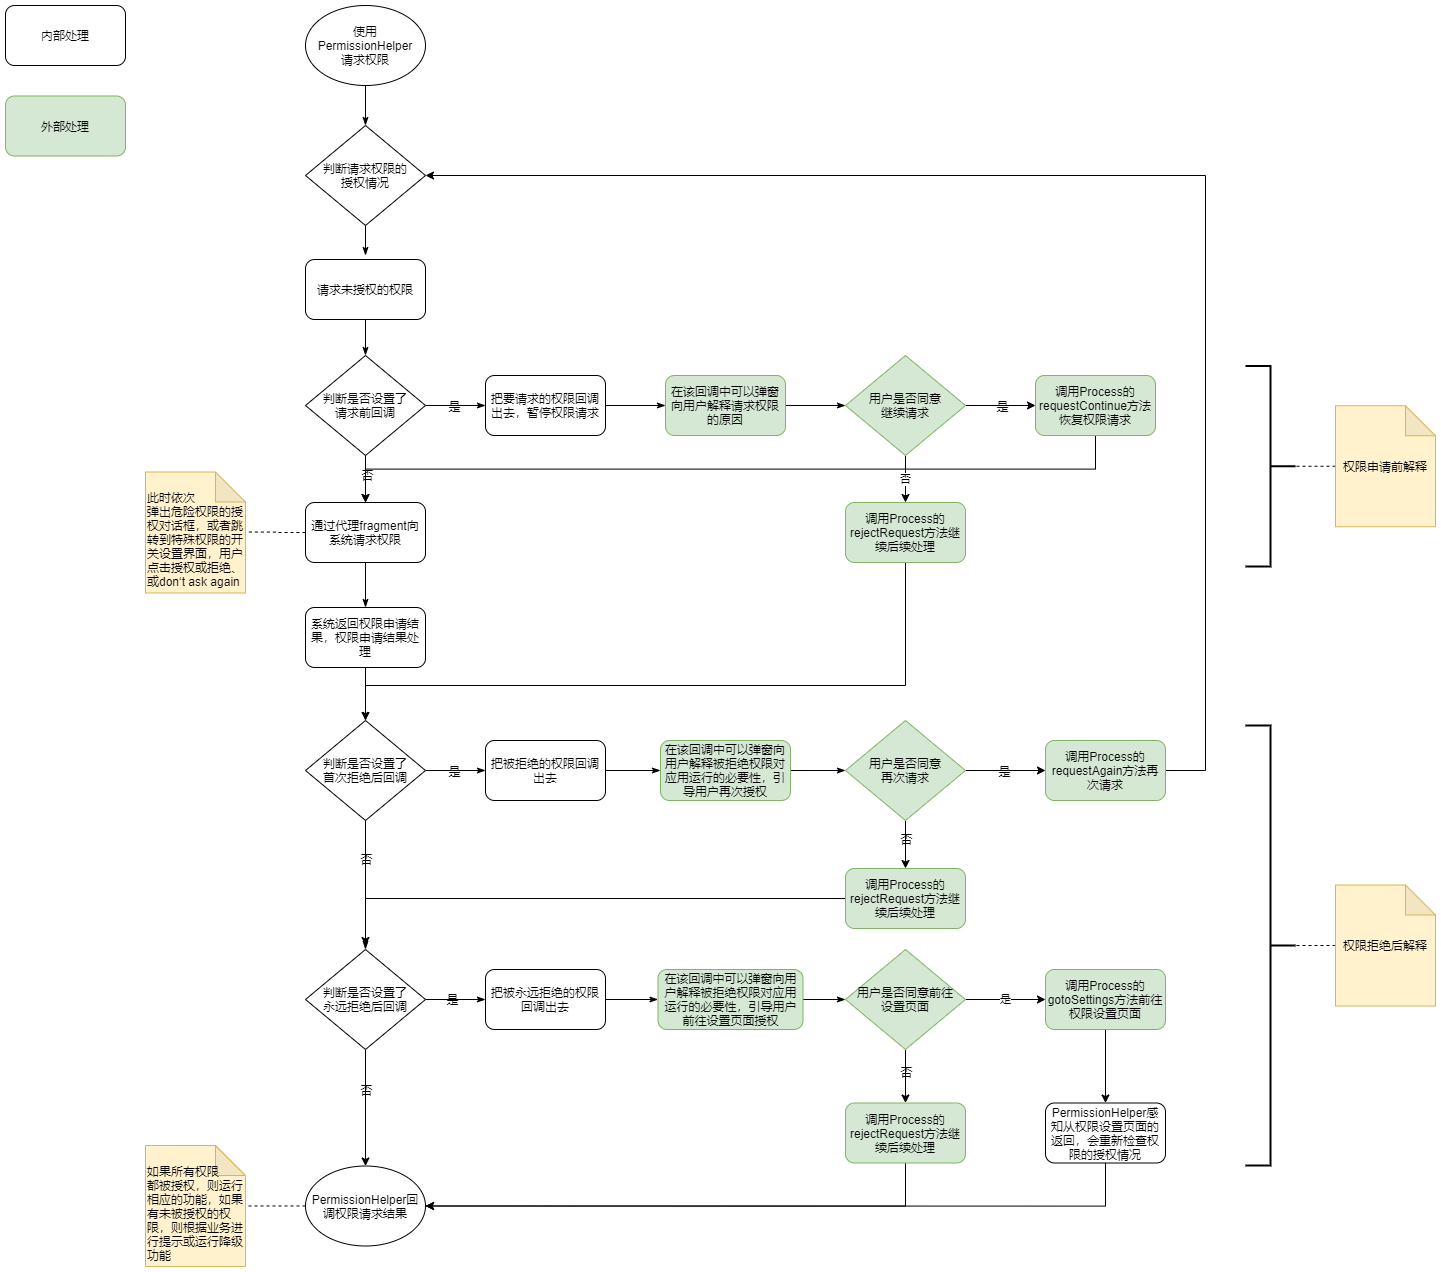 内部处理
外部处理
使用
PermissionHelper
请求权限
判断请求权限的
授权情况
请求未授权的权限
判断是否设置了
请求前回调
是
把要请求的权限回调
出去，暂停权限请求
在该回调中可以弹窗
向用户解释请求权限
的原因
用户是否同意
继续请求
是
调用Process的
requestContinue方法
恢复权限请求
权限申请前解释
否
否
此时依次
弹出危险权限的授
权对话框，或者跳
转到特殊权限的开
关设置界面，用户
点击授权或拒绝、
或don't ask again
通过代理fragment向
系统请求权限
调用Process的
rejectRequest方法继
续后续处理
系统返回权限申请结
果，权限申请结果处
理
判断是否设置了
首次拒绝后回调
是
把被拒绝的权限回调
出去
在该回调中可以弹窗向
用户解释被拒绝权限对
应用运行的必要性，引
导用户再次授权
用户是否同意
再次请求
是
调用Process的
requestAgain方法再
次请求
否
否
调用Process的
rejectRequest方法继
续后续处理
权限拒绝后解释
判断是否设置了
永远拒绝后回调
是
把被永远拒绝的权限
回调出去
在该回调中可以弹窗向用
户解释被拒绝权限对应用
运行的必要性，引导用户
前往设置页面授权
用户是否同意前往
设置页面
是
调用Process的
gotoSettings方法前往
权限设置页面
否
否
调用Process的
rejectRequest方法继
续后续处理
PermissionHelper感
知从权限设置页面的
返回，会重新检查权
限的授权情况
如果所有权限
都被授权，则运行
相应的功能，如果
有未被授权的权
限，则根据业务进
行提示或运行降级
功能
PermissionHelper回
调权限请求结果